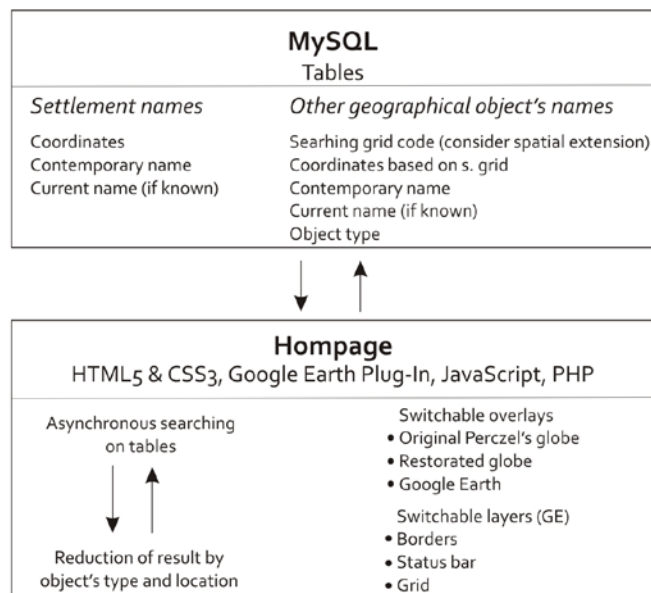 MySQL
Tables
Settlement names
Coordinates
Contemporary name
Current name (if known)
Other geographical object's names
Searhing grid code (consider spatial extension)
Coordinates based on s. grid
Contemporary name
Current name (if known)
Object type
Hompage
HTML5 & CSS3, Google Earth Plug-In, JavaScript, PHP
Asynchronous searching
on tables
Reduction of result by
object's type and location
Switchable overlays
• Original Perczel's globe
• Restorated globe
• Google Earth
Switchable layers (GE)
• Borders
• Status bar
• Grid